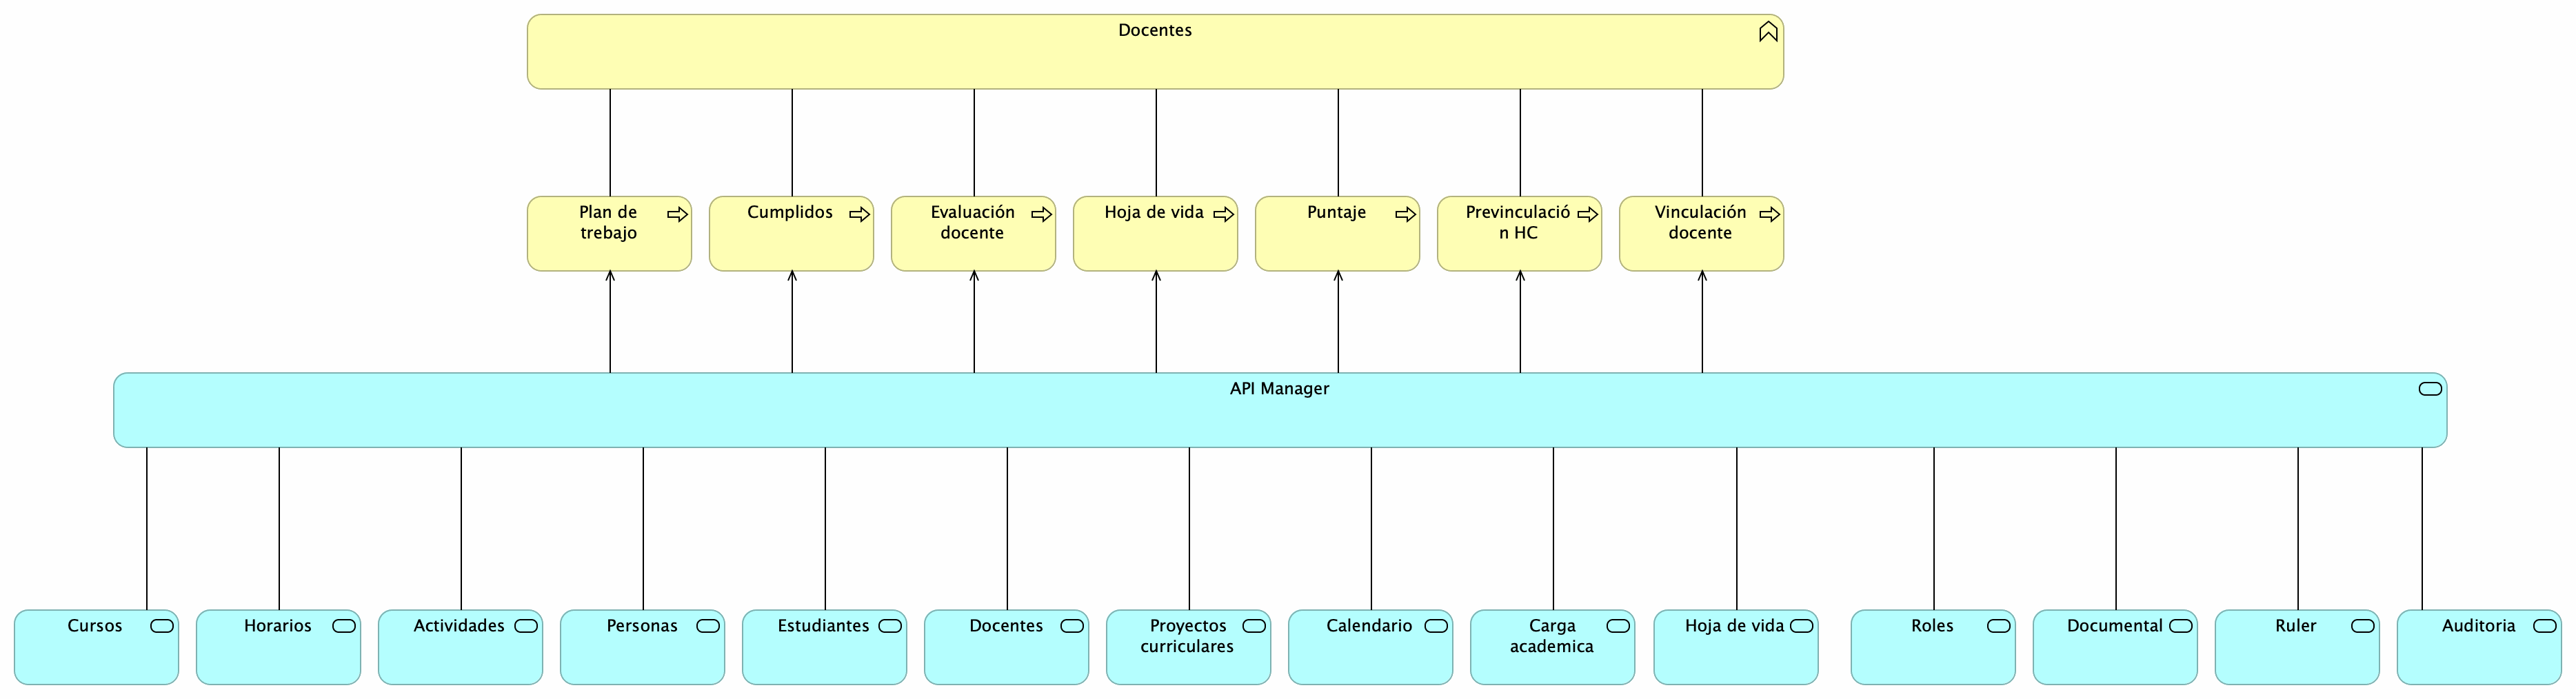 Docentes
Plan de
trebajo
Cumplidos
Evaluación
docente
Hoja de vida
Puntaje
Previnculació
n HC
Vinculación
docente
API Manager
Cursos
Horarios
Actividades
Personas
Estudiantes
Docentes
Proyectos
curriculares
Calendario
Carga
academica
Hoja de vida
Roles
Documental
Ruler
Auditoria